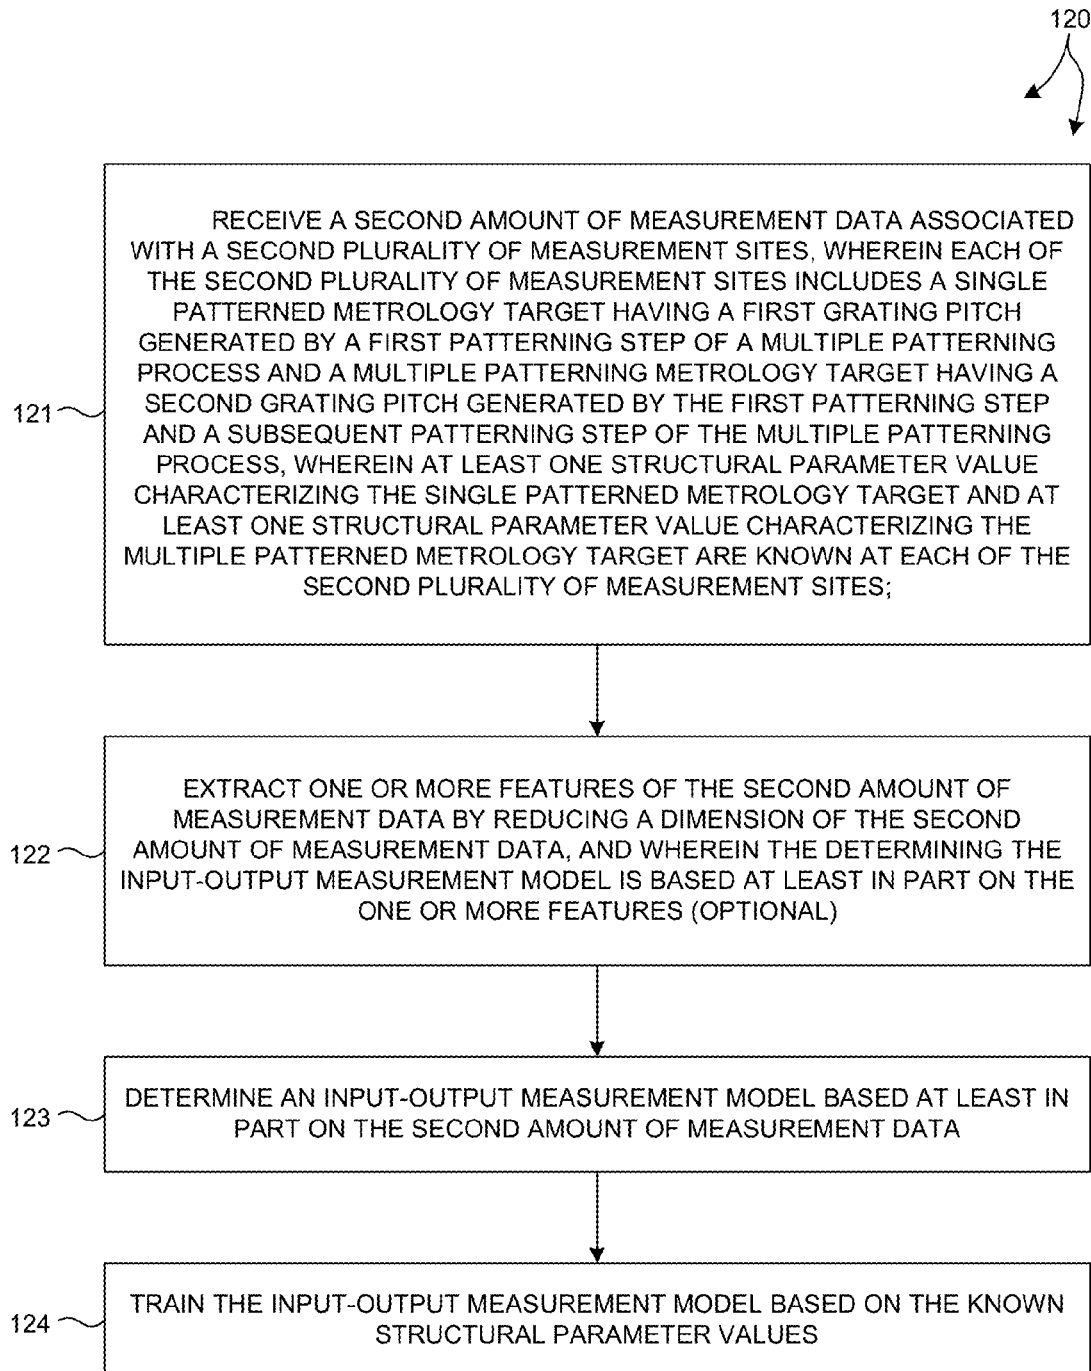 120
RECEIVE A SECOND AMOUNT OF MEASUREMENT DATA ASSOCIATED
WITH A SECOND PLURALITY OF MEASUREMENT SITES, WHEREIN EACH OF
THE SECOND PLURALITY OF MEASUREMENT SITES INCLUDES A SINGLE
PATTERNED METROLOGY TARGET HAVING A FIRST GRATING PITCH
GENERATED BY A FIRST PATTERNING STEP OF A MULTIPLE PATTERNING
PROCESS AND A MULTIPLE PATTERNING METROLOGY TARGET HAVING A
SECOND GRATING PITCH GENERATED BY THE FIRST PATTERNING STEP
AND A SUBSEQUENT PATTERNING STEP OF THE MULTIPLE PATTERNING
PROCESS, WHEREIN AT LEAST ONE STRUCTURAL PARAMETER VALUE
CHARACTERIZING THE SINGLE PATTERNED METROLOGY TARGET AND AT
LEAST ONE STRUCTURAL PARAMETER VALUE CHARACTERIZING THE
MULTIPLE PATTERNED METROLOGY TARGET ARE KNOWN AT EACH OF THE
SECOND PLURALITY OF MEASUREMENT SITES;
121
EXTRACT ONE OR MORE FEATURES OF THE SECOND AMOUNT OF
MEASUREMENT DATA BY REDUCING A DIMENSION OF THE SECOND
AMOUNT OF MEASUREMENT DATA, AND WHEREIN THE DETERMINING THE
INPUT-OUTPUT MEASUREMENT MODEL IS BASED AT LEAST IN PART ON THE
ONE OR MORE FEATURES (OPTIONAL)
122
DETERMINE AN INPUT-OUTPUT MEASUREMENT MODEL BASED AT LEAST IN
PART ON THE SECOND AMOUNT OF MEASUREMENT DATA
123
TRAIN THE INPUT-OUTPUT MEASUREMENT MODEL BASED ON THE KNOWN
STRUCTURAL PARAMETER VALUES
124